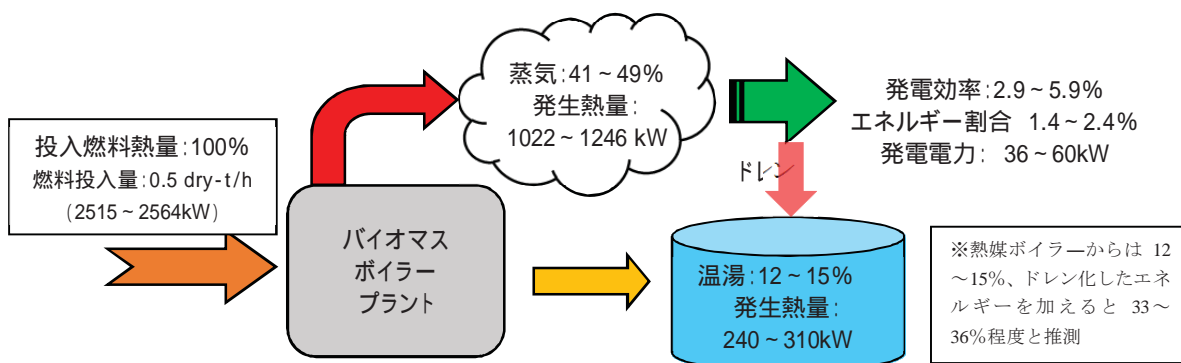 投入燃料熱量:100%
燃料投入量:0.5 dry-t/h
(2515~2564kW)
バイオマス
ボイラー
プラント
蒸気:41~49%
発生熱量:
1022~1246 kW
発電効率:2.9~5.9%
エネルギー割合 1.4~2.4%
発電電力: 36~60kW
ドレン
温湯:12~15%
発生熱量:
240~310kW
※熱媒ボイラーからは 12
~15%、ドレン化したエネ
ルギーを加えると 33~
36%程度と推測